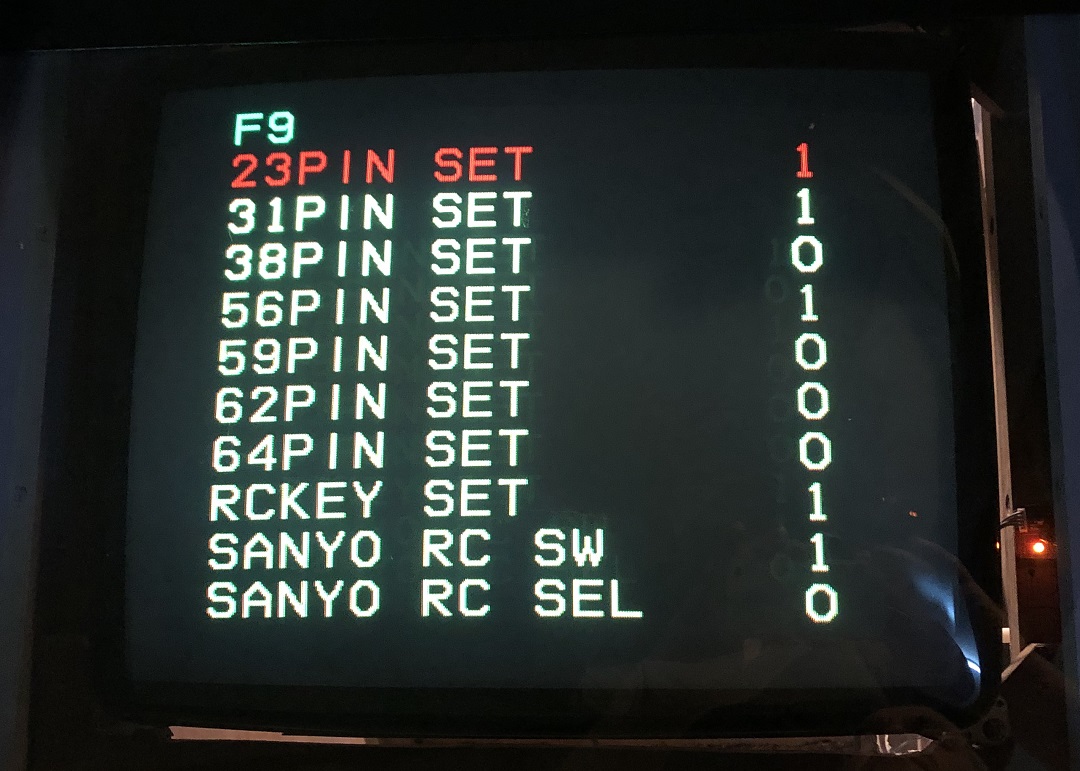 F9
23PIN SET 1
31PIN SET 1
38PIN SET 0
56PIN SET 1
59PIN SET 0
62PIN SET 0
64PIN SET 0
RCKEY SET 1
SANYO RC SW 1
SANYO RC SEL 0